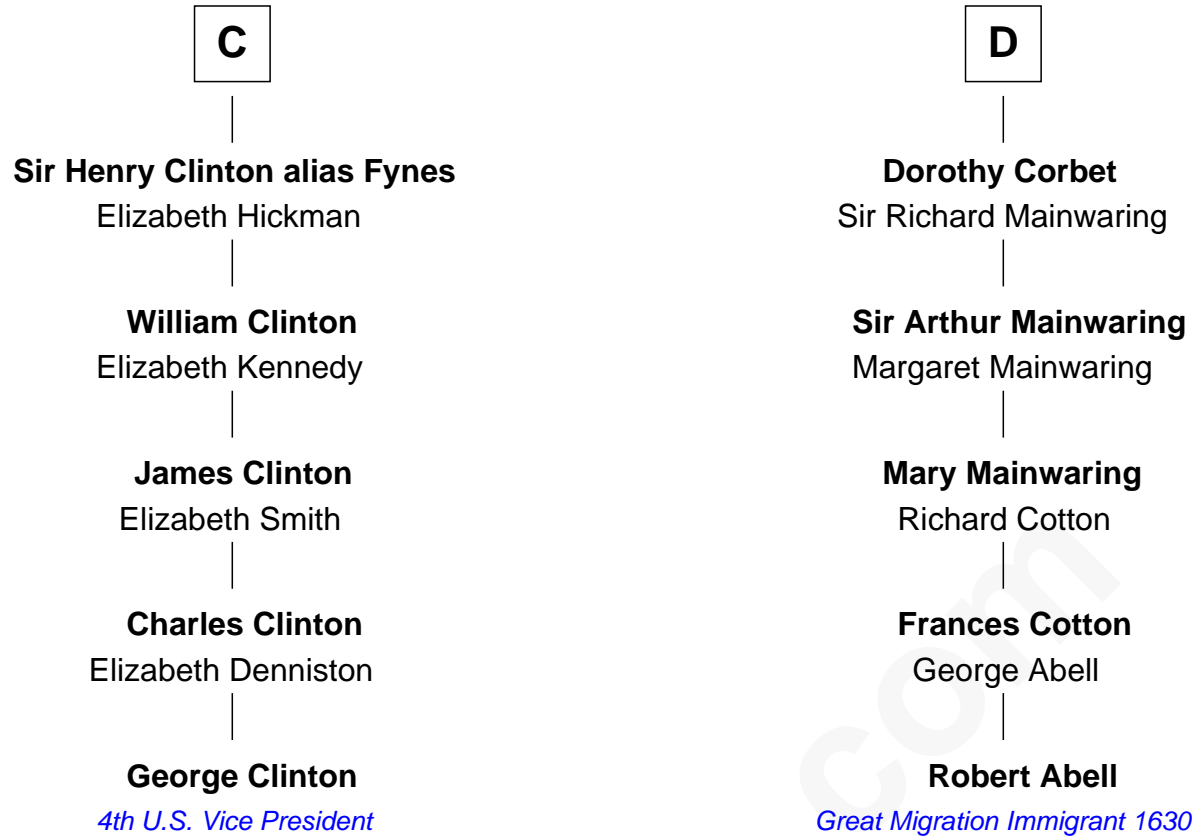 C
Sir Henry Clinton alias Fynes
Elizabeth Hickman
William Clinton
Elizabeth Kennedy
James Clinton
Elizabeth Smith
Charles Clinton
Elizabeth Denniston
George Clinton
4th U.S. Vice President
D
Dorothy Corbet
Sir Richard Mainwaring
Sir Arthur Mainwaring
Margaret Mainwaring
Mary Mainwaring
Richard Cotton
Frances Cotton
George Abell
Robert Abell
Great Migration Immigrant 1630
com